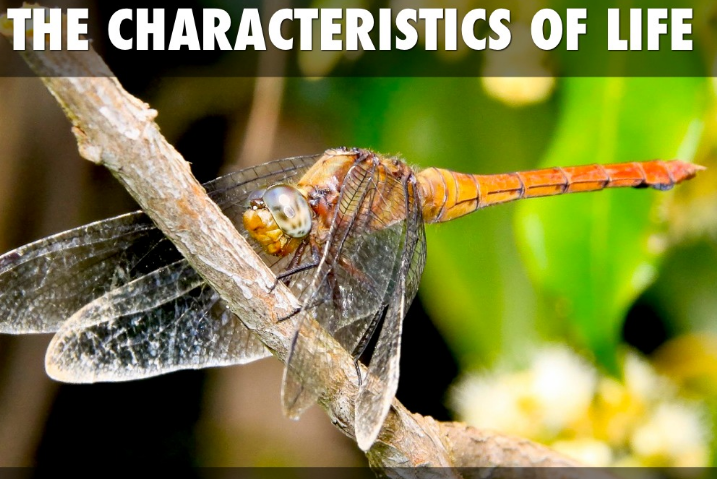 THE CHARACTERISTICS OF LIFE